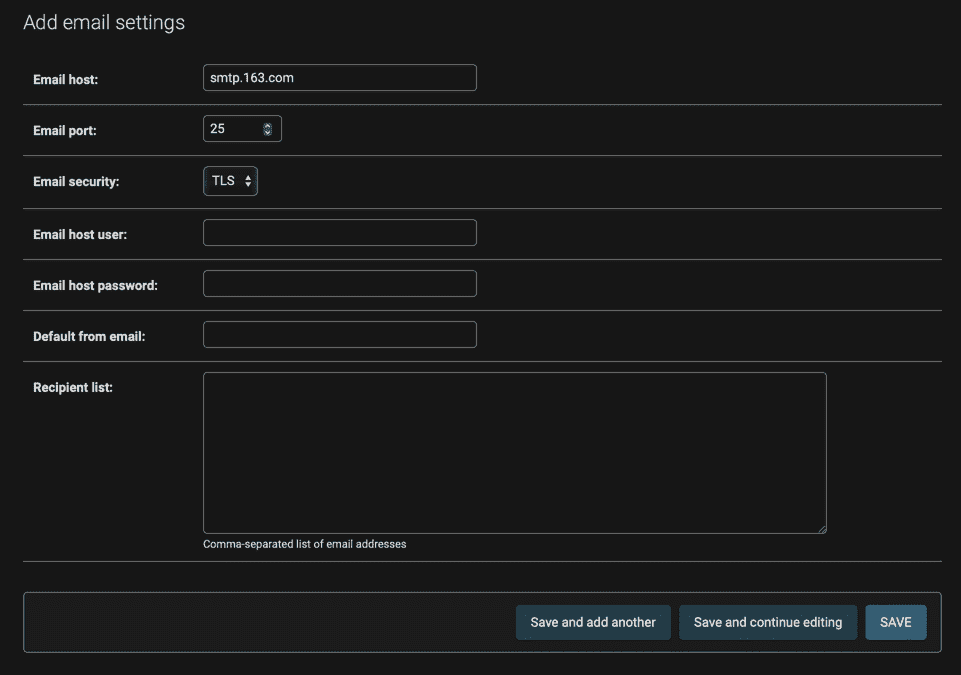 Add email settings
Email host: smtp.163.com
Email port: 25
Email security: TLS
Email host user:
Email host password:
Default from email:
Recipient list:
Comma-separated list of email addresses
Save and add another Save and continue editing SAVE